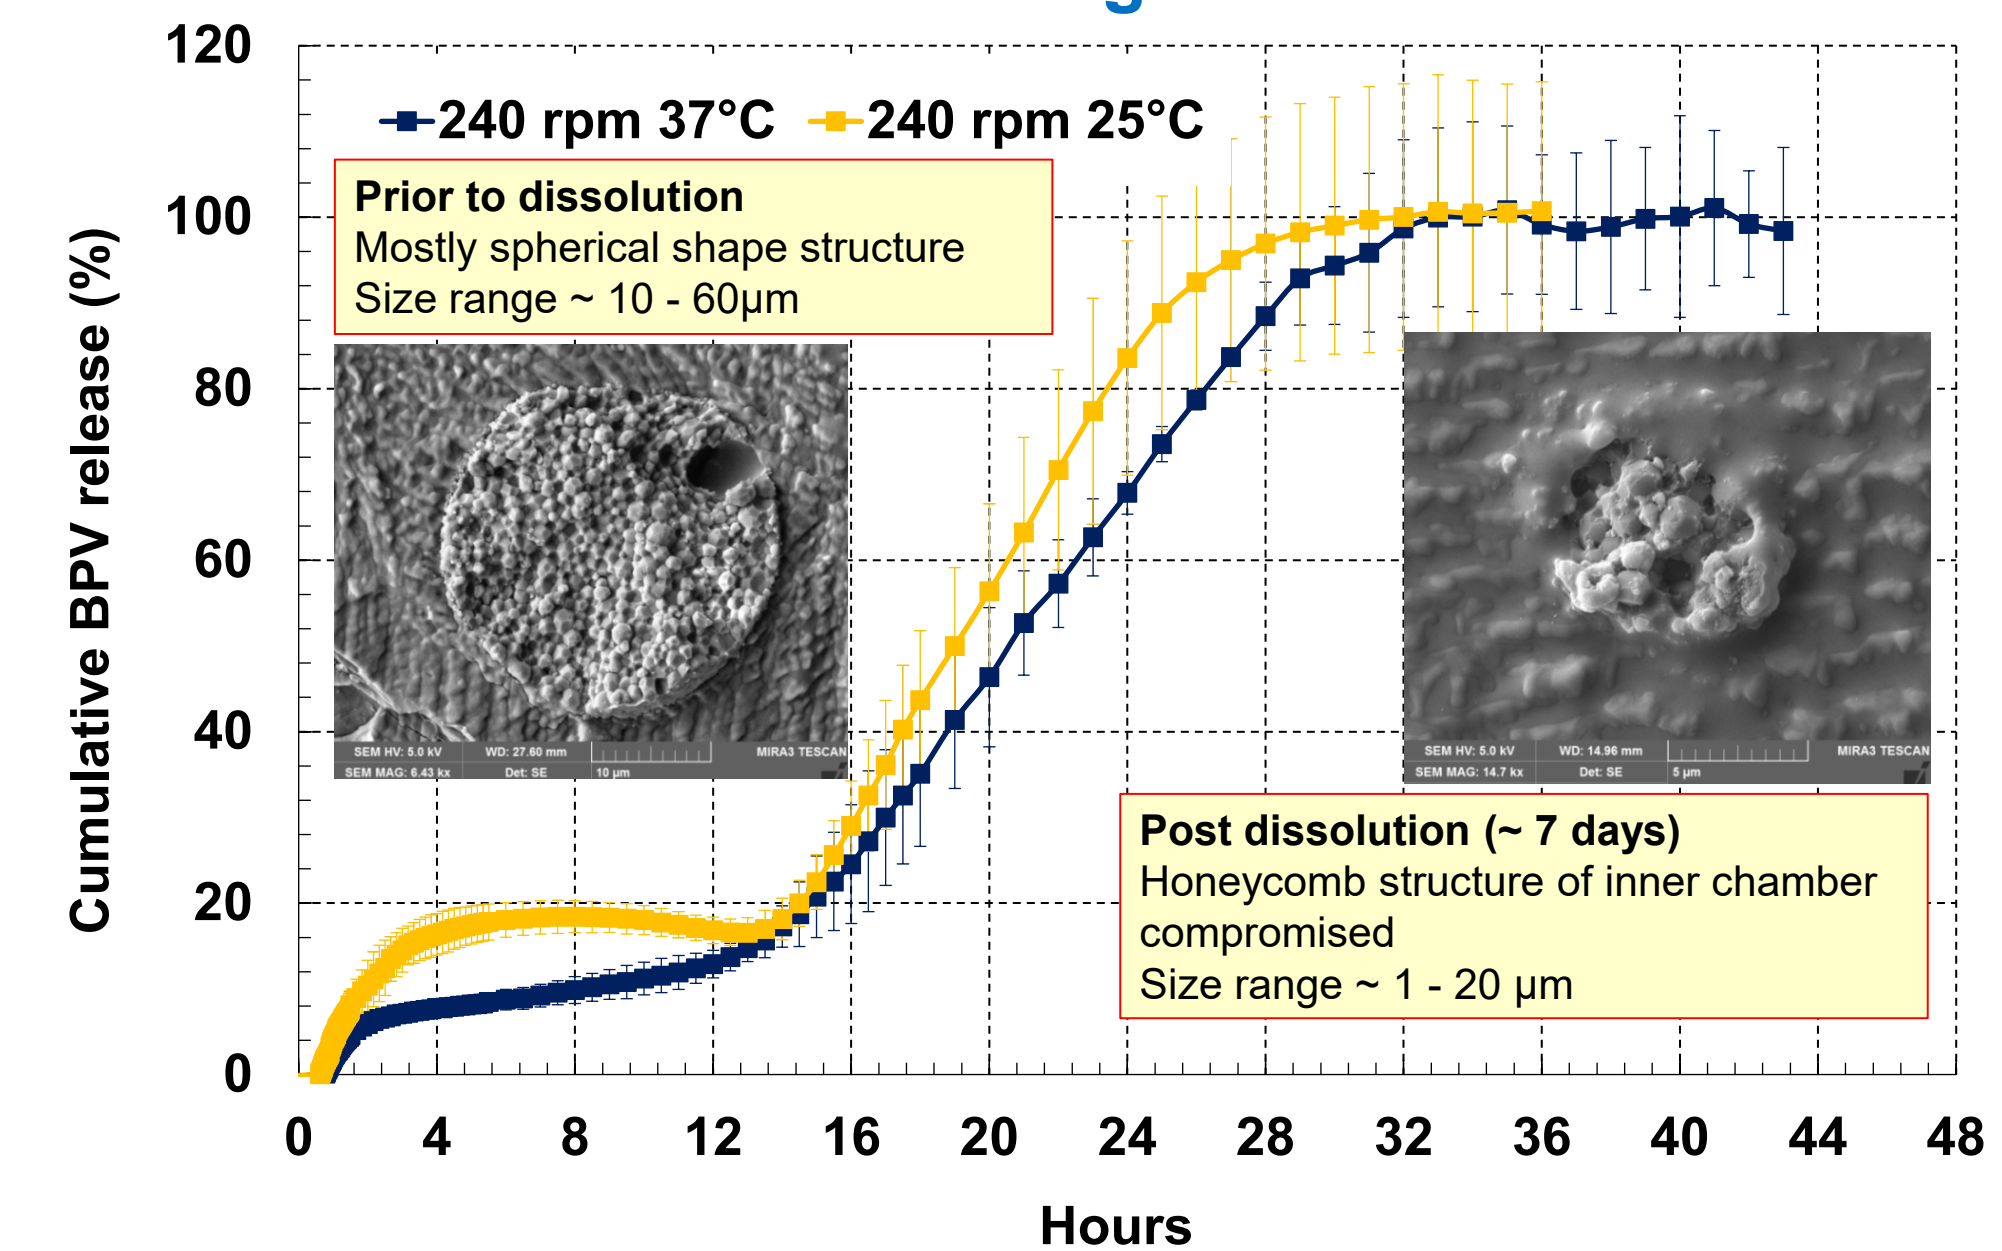 g
120
240 rpm 37°C
240 rpm 25°C
Prior to dissolution
Mostly spherical shape structure
Size range ~ 10 - 60µm
100
80
60
40
20
0
Cumulative BPV release (%)
SEM HV: 5.0 kV
WD: 27.60 mm
MIRA3 TESCAN
SEM MAG: 6.43 kx
Det: SE
10 µm
SEM HV: 5.0 kV
WD: 14.96 mm
MIRA3 TESCAN
SEM MAG: 14.7 kx
Det: SE
5 µm
Post dissolution (~ 7 days)
Honeycomb structure of inner chamber
compromised
Size range ~ 1 - 20 µm
0 4 8 12 16 20 24 28 32 36 40 44 48
Hours